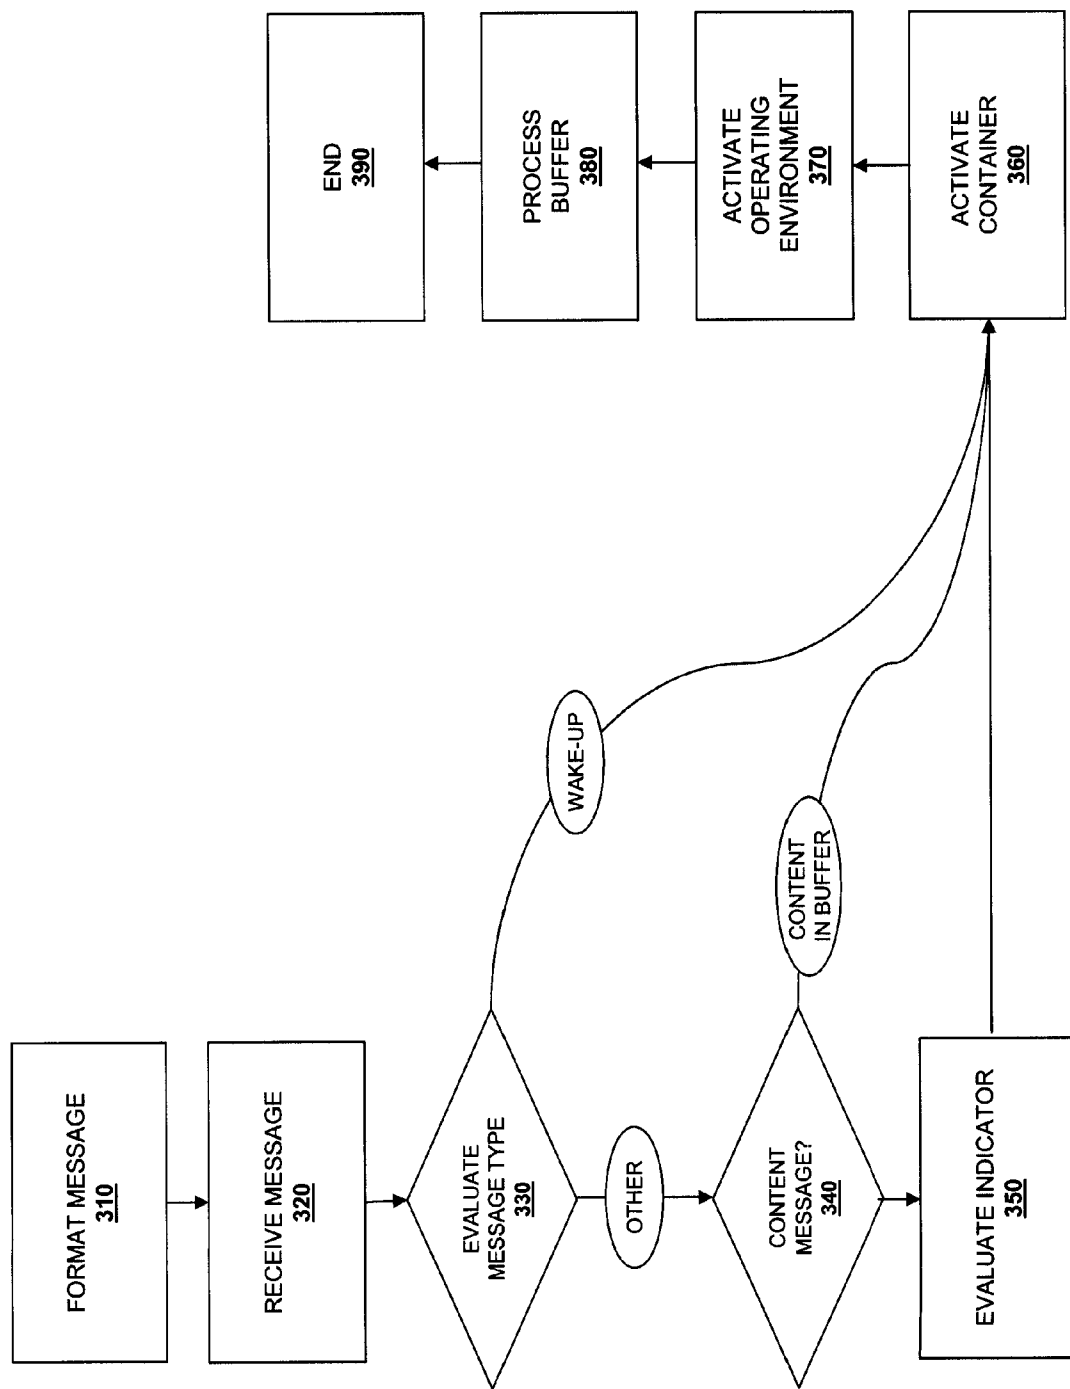 FORMAT MESSAGE
310
RECEIVE MESSAGE
320
EVALUATE
MESSAGE TYPE
330
WAKE-UP
OTHER
CONTENT
MESSAGE?
340
CONTENT
IN BUFFER
EVALUATE INDICATOR
350
ACTIVATE
CONTAINER
360
ACTIVATE
OPERATING
ENVIRONMENT
370
PROCESS
BUFFER
380
END
390